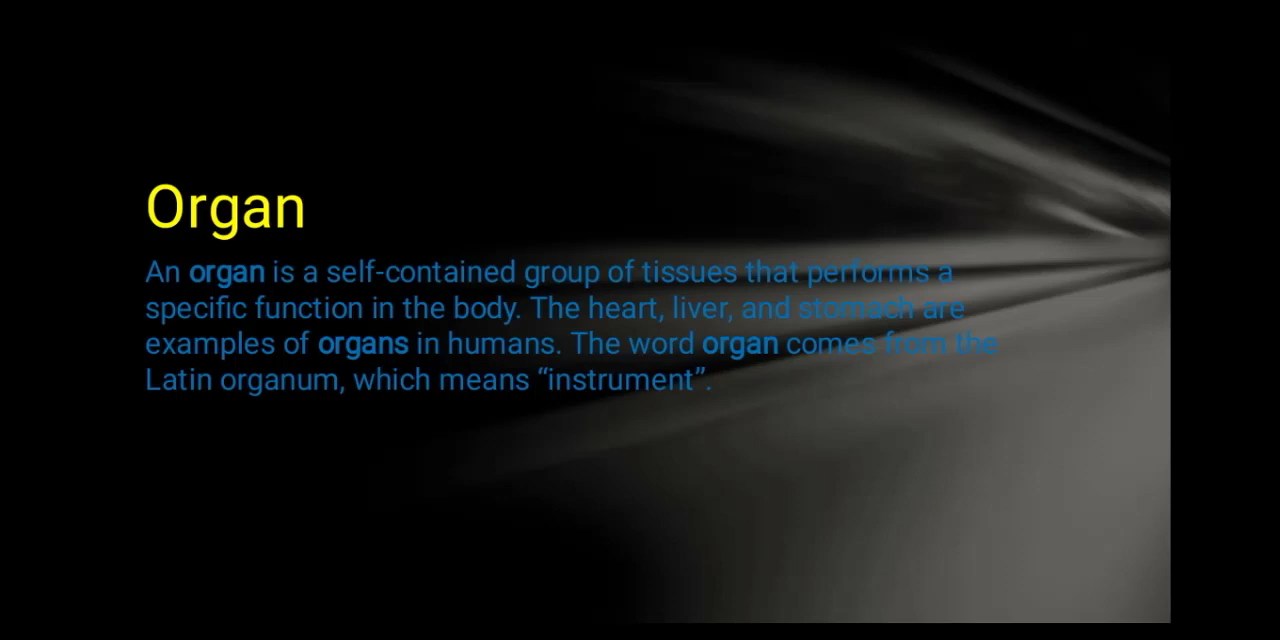 Organ
An organ is a self-contained group of tissues that performs a
specific function in the body. The heart, liver, and stomach are
examples of organs in humans. The word organ comes from the
Latin organum, which means “instrument”.